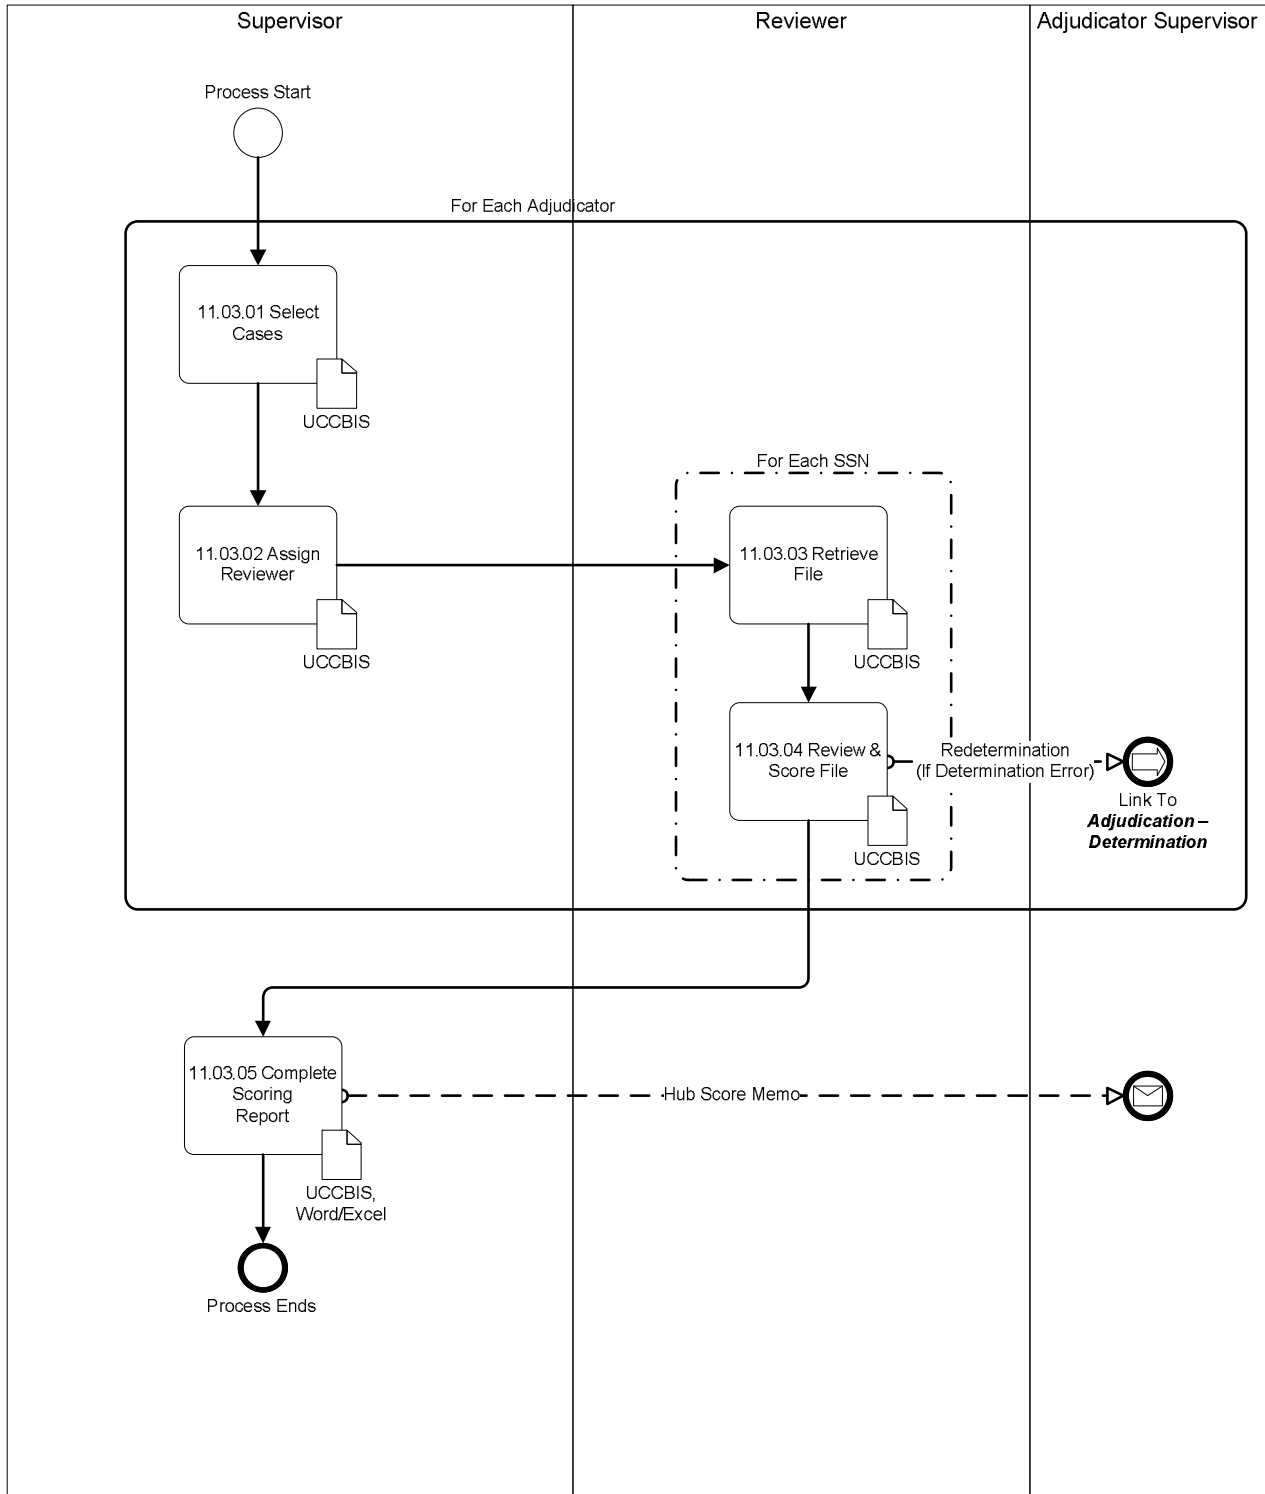 Supervisor
Reviewer
Adjudicator Supervisor
Process Start
For Each Adjudicator
11.03.01 Select
Cases
UCCBIS
For Each SSN
11.03.02 Assign
Reviewer
UCCBIS
11.03.03 Retrieve
File
UCCBIS
11.03.04 Review &
Score File
UCCBIS
Redetermination
(If Determination Error)
Link To
Adjudication –
Determination
11.03.05 Complete
Scoring
Report
UCCBIS,
Word/Excel
Hub Score Memo
Process Ends